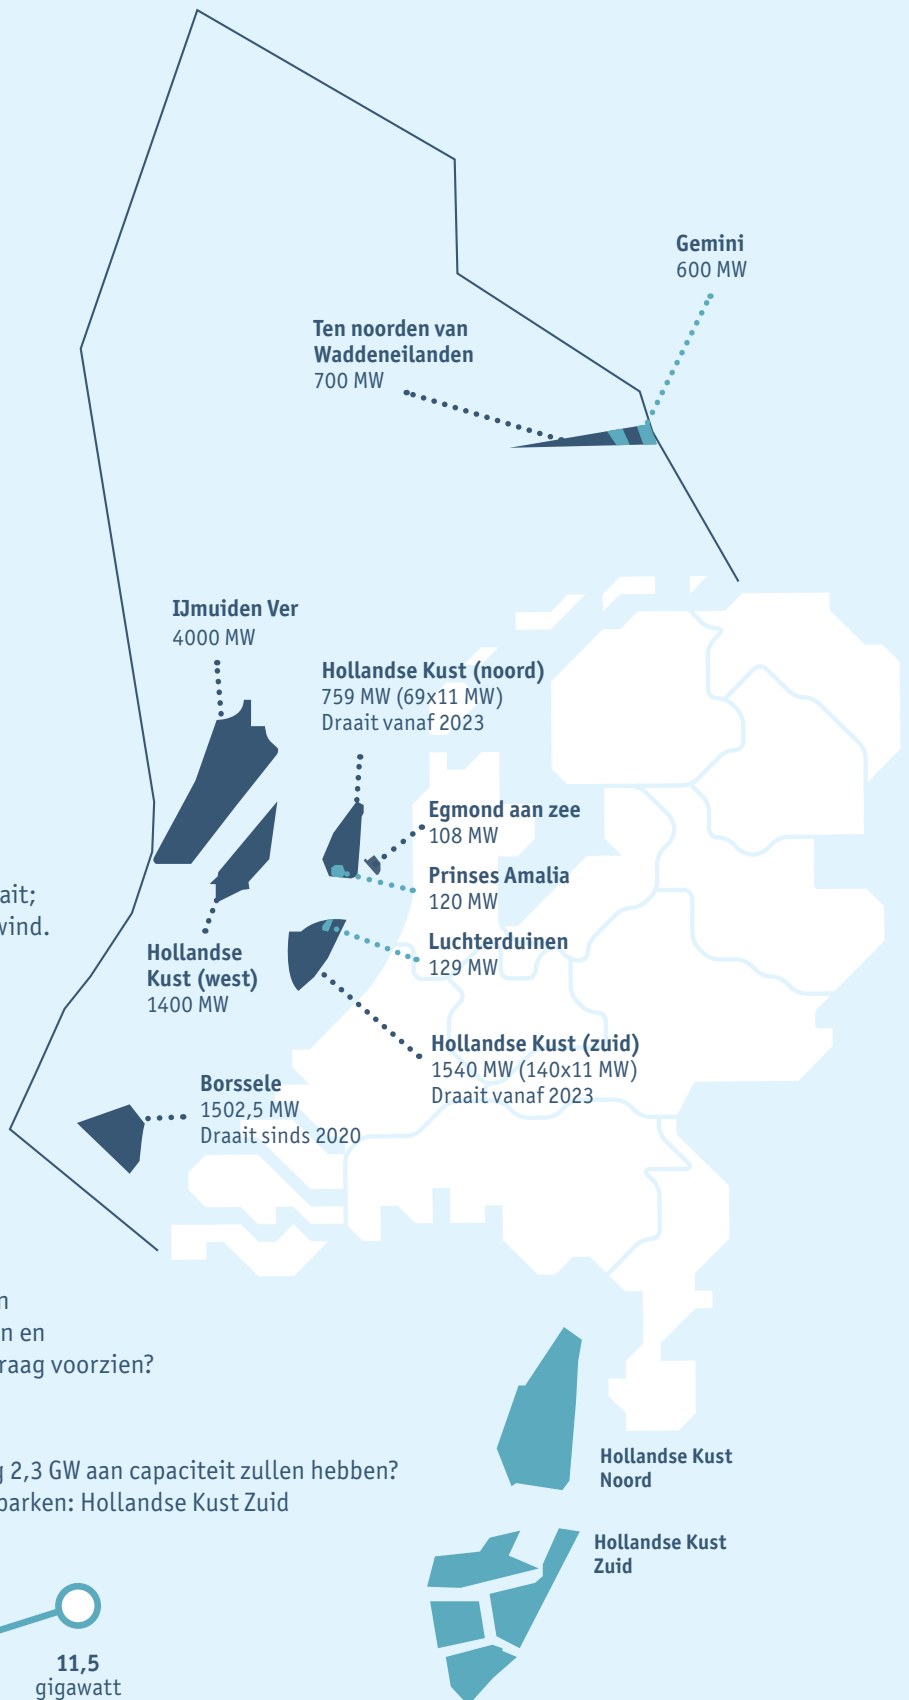 Gemini
600 MW
Ten noorden van
Waddeneilanden
700 MW
IJmuiden Ver
4000 MW
Hollandse Kust (noord)
759 MW (69x11 MW)
Draait vanaf 2023
Egmond aan zee
108 MW
Prinses Amalia
120 MW
ait;
wind.
Luchterduinen
129 MW
Hollandse
Kust (west)
1400 MW
Hollandse Kust (zuid)
1540 MW (140x11 MW)
Draait vanaf 2023
Borssele
1502,5 MW
Draait sinds 2020
n
n en
raag voorzien?
g 2,3 GW aan capaciteit zullen hebben?
parken: Hollandse Kust Zuid
Hollandse Kust
Noord
Hollandse Kust
Zuid
11,5
gigawatt